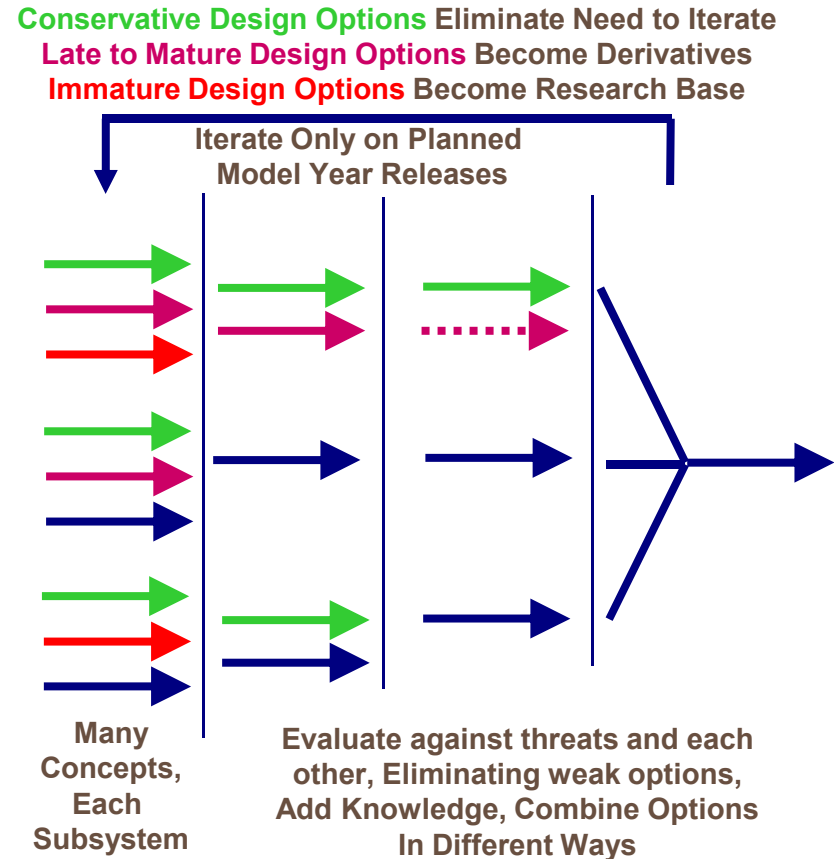 Conservative Design Options Eliminate Need to Iterate
Late to Mature Design Options Become Derivatives
Immature Design Options Become Research Base
Iterate Only on Planned
Model Year Releases
Many
Concepts,
Each
Subsystem
Evaluate against threats and each
other, Eliminating weak options,
Add Knowledge, Combine Options
In Different Ways